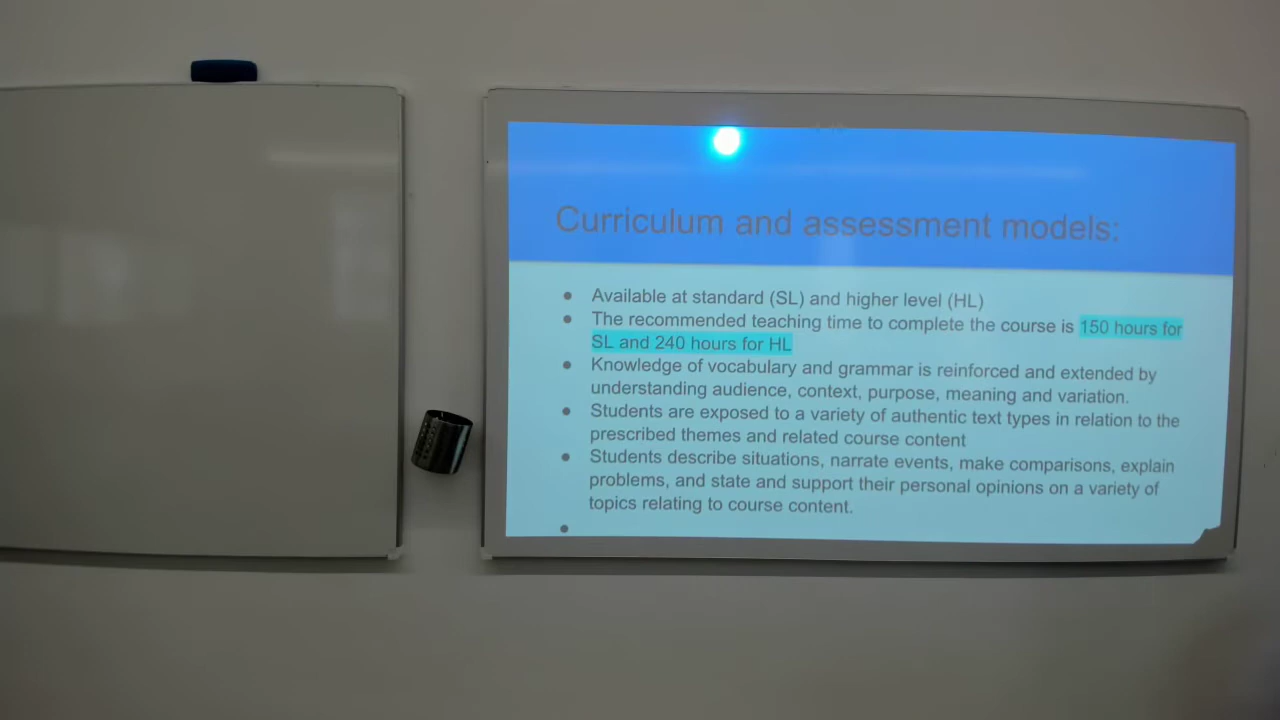 Curriculum and assessment models:
● Available at standard (SL) and higher level (HL)
● The recommended teaching time to complete the course is 150 hours for
SL and 240 hours for HL
● Knowledge of vocabulary and grammar is reinforced and extended by
understanding audience, context, purpose, meaning and variation.
● Students are exposed to a variety of authentic text types in relation to the
prescribed themes and related course content
● Students describe situations, narrate events, make comparisons, explain
problems, and state and support their personal opinions on a variety of
topics relating to course content.
●